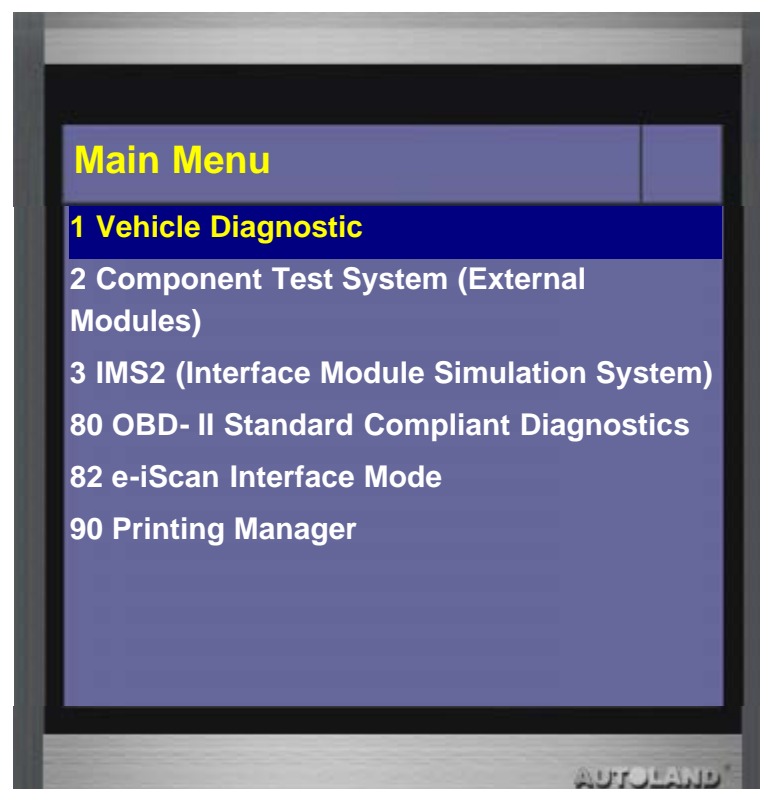 Main Menu
1 Vehicle Diagnostic
2 Component Test System (External
Modules)
3 IMS2 (Interface Module Simulation System)
80 OBD- II Standard Compliant Diagnostics
82 e-iScan Interface Mode
90 Printing Manager
AUTOLAND